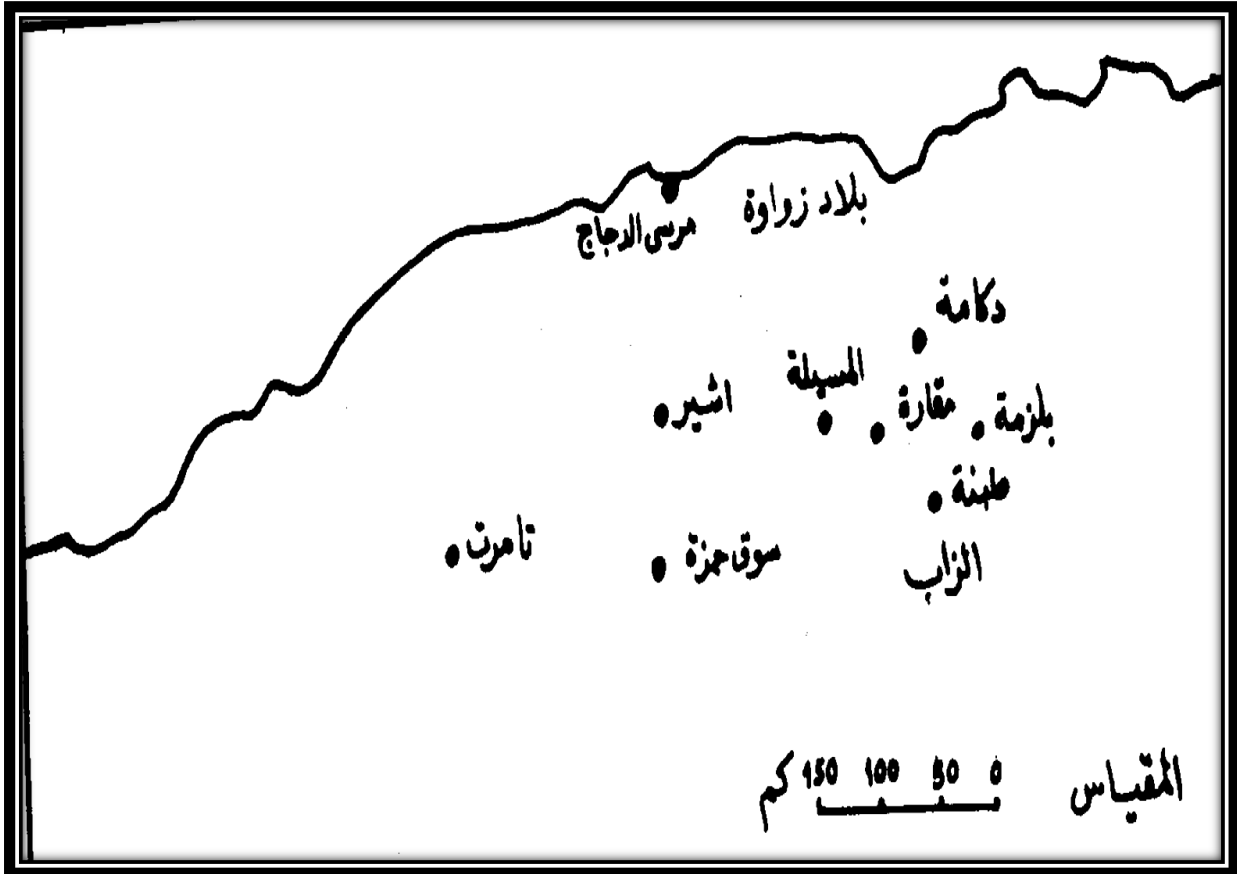 بلاد زواوة
مرسى الدجاج
دكامة
المسيلة
اشير
مقارة
بلزمة
طبنة
تامرت
سوق حمزة
الزاب
المقياس
0 50 100 150 كم